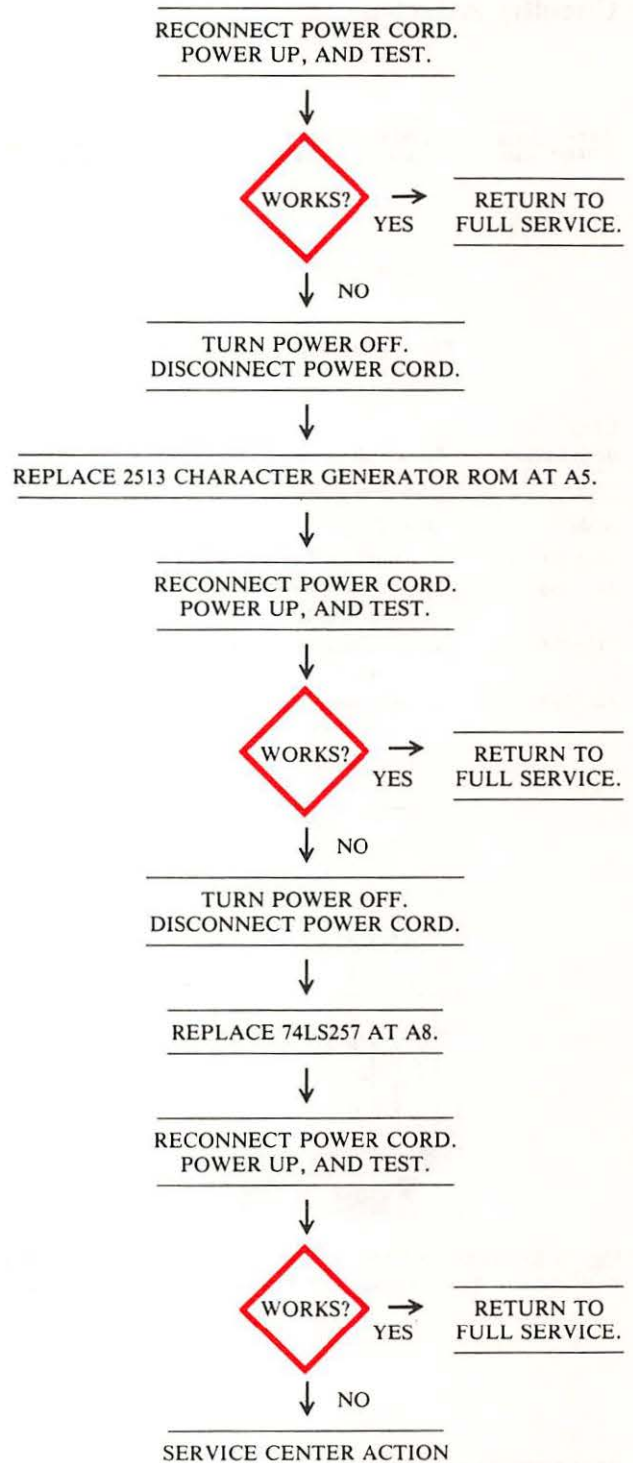 RECONNECT POWER CORD.
POWER UP, AND TEST.
WORKS?
YES
RETURN TO
FULL SERVICE.
NO
TURN POWER OFF.
DISCONNECT POWER CORD.
REPLACE 2513 CHARACTER GENERATOR ROM AT A5.
RECONNECT POWER CORD.
POWER UP, AND TEST.
WORKS?
YES
RETURN TO
FULL SERVICE.
NO
TURN POWER OFF.
DISCONNECT POWER CORD.
REPLACE 74LS257 AT A8.
RECONNECT POWER CORD.
POWER UP, AND TEST.
WORKS?
YES
RETURN TO
FULL SERVICE.
NO
SERVICE CENTER ACTION